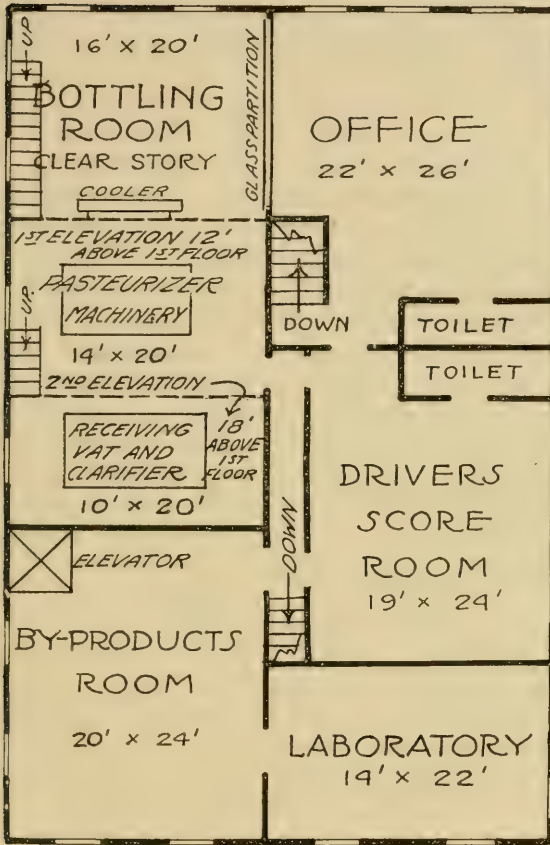 UP
16' X 20'
BOTTLING
ROOM
CLEAR STORY
COOLER
GLASS PARTITION
OFFICE
22' X 26'
1ST ELEVATION 12'
ABOVE 1ST FLOOR
PASTEURIZER
MACHINERY
UP
14' X 20'
DOWN
TOILET
TOILET
2ND ELEVATION
18'
ABOVE
1ST
FLOOR
RECEIVING
VAT AND
CLARIFIER
10' X 20'
DRIVERS
SCORE
ROOM
19' X 24'
DOWN
ELEVATOR
BY-PRODUCTS
ROOM
20' X 24'
LABORATORY
14' X 22'